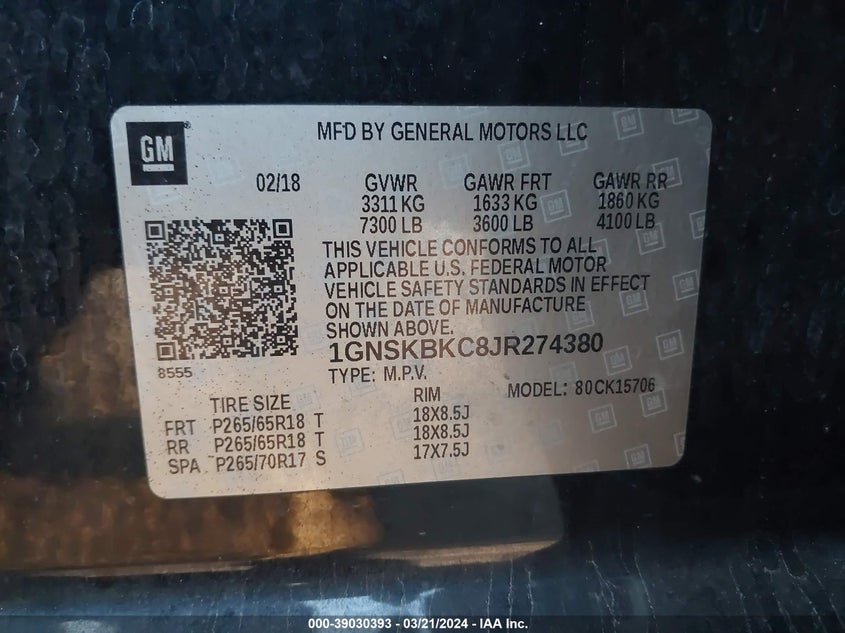 GM
MFD BY GENERAL MOTORS LLC
02/18 GVWR GAWR FRT GAWR RR
3311 KG 1633 KG 1860 KG
7300 LB 3600 LB 4100 LB
THIS VEHICLE CONFORMS TO ALL
APPLICABLE U.S. FEDERAL MOTOR
VEHICLE SAFETY STANDARDS IN EFFECT
ON THE DATE OF MANUFACTURE
SHOWN ABOVE.
1GNSKBKC8JR274380
8555
TYPE: M.P.V. MODEL: 80CK15706
TIRE SIZE RIM
FRT P265/65R18 T 18X8.5J
RR P265/65R18 T 18X8.5J
SPA P265/70R17 S 17X7.5J
000-39030393 - 03/21/2024 - IAA Inc.